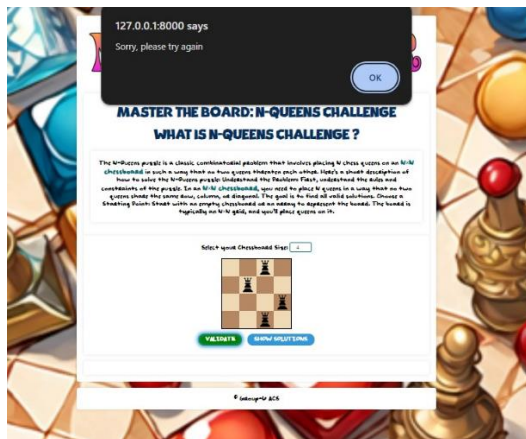 127.0.0.1:8000 says
Sorry, please try again
OK
MASTER THE BOARD: N-QUEENS CHALLENGE
WHAT IS N-QUEENS CHALLENGE ?
The N-Queens puzzle is a classic combinatorial problem that involves placing N chess queens on an N×N
chessboard in such a way that no two queens threaten each other. Here's a short description of
how to solve the N-Queens puzzle: Understand the Problem: First, understand the rules and
constraints of the puzzle. In an N×N chessboard, you need to place N queens in a way that no two
queens share the same row, column, or diagonal. The goal is to find all valid solutions. Choose a
Starting Point: Start with an empty chessboard or an array to represent the board. The board is
typically an N×N grid, and you'll place queens on it.
Select your Chessboard Size: 4
VALIDATE SHOW SOLUTIONS